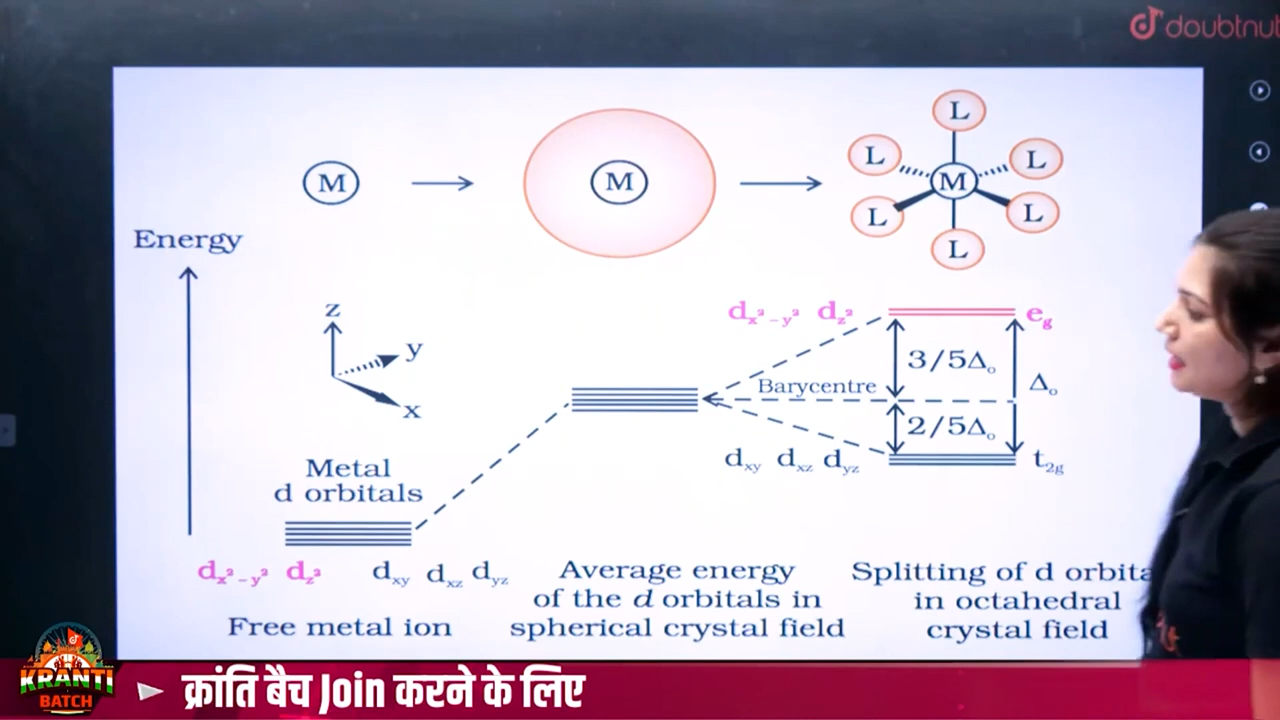 doubtnut
L
L
L
M
M
M
L
L
L
Energy
z
y
x
dx²-y² dz²
eg
3/5Δo
Barycentre
Δo
2/5Δo
dxy dxz dyz
t2g
Metal
d orbitals
dx²-y² dz² dxy dxz dyz
Free metal ion
Average energy
of the d orbitals in
spherical crystal field
Splitting of d orbita
in octahedral
crystal field
KRANTI
BATCH
क्रांति बैच Join करने के लिए